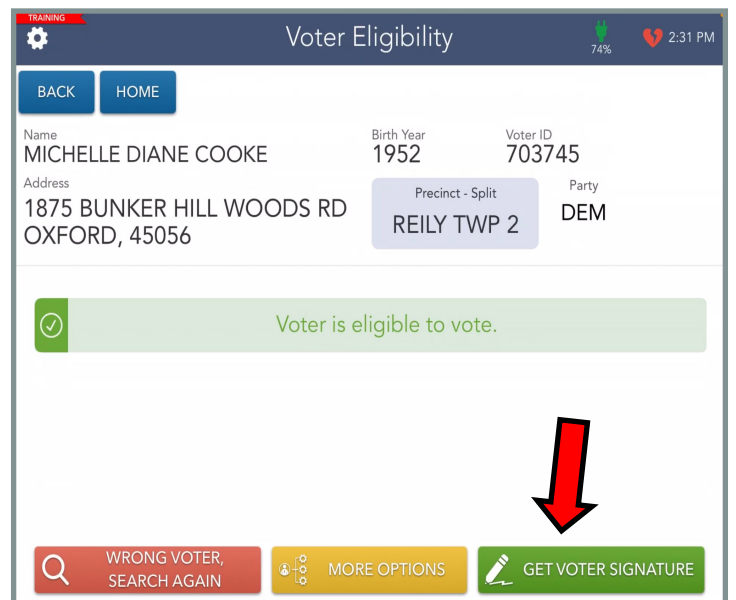 TRAINING
Voter Eligibility
74%
2:31 PM
BACK
HOME
Name
MICHELLE DIANE COOKE
Birth Year
1952
Voter ID
703745
Address
1875 BUNKER HILL WOODS RD
OXFORD, 45056
Precinct - Split
REILY TWP 2
Party
DEM
Voter is eligible to vote.
WRONG VOTER,
SEARCH AGAIN
MORE OPTIONS
GET VOTER SIGNATURE